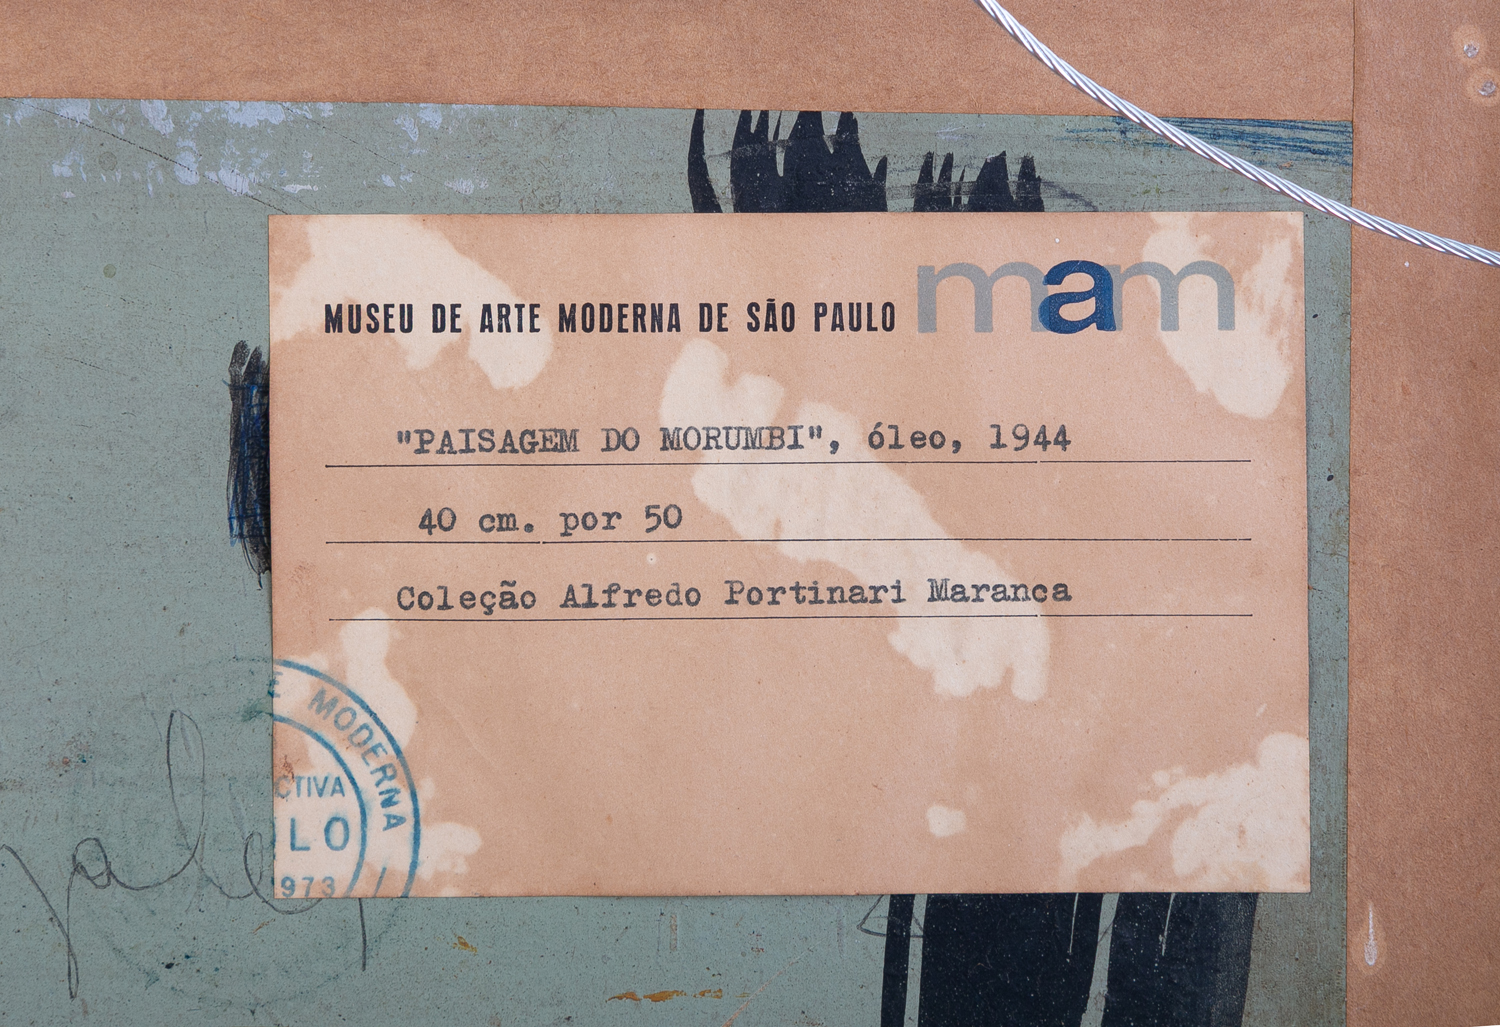 MUSEU DE ARTE MODERNA DE SÃO PAULO mam
"PAISAGEM DO MORUMBI", óleo, 1944
40 cm. por 50
Coleção Alfredo Portinari Maranca
E MODERNA
CTIVA
LO
1973